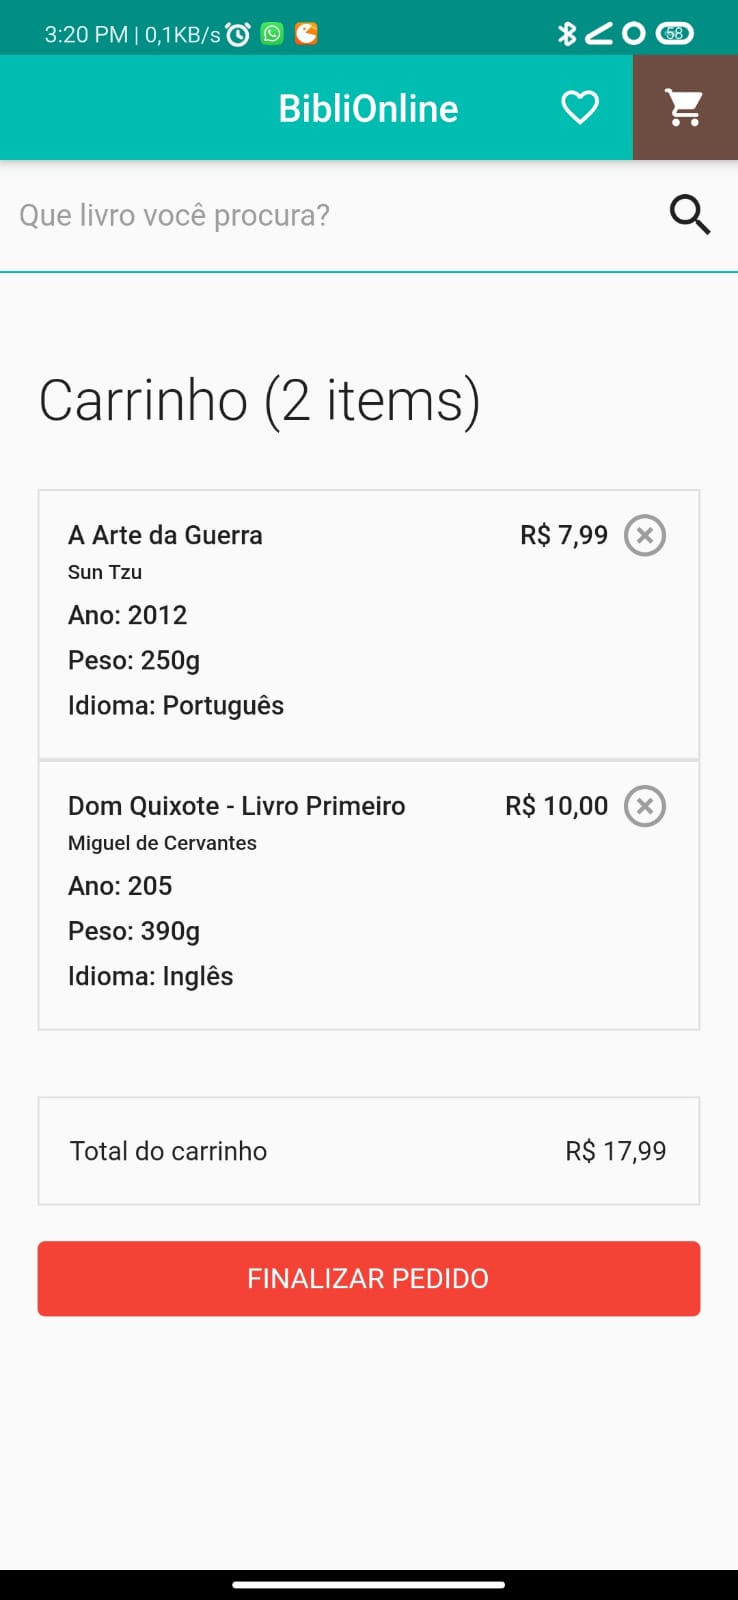 3:20 PM | 0,1KB/s
58
BibliOnline
Que livro você procura?
Carrinho (2 items)
A Arte da Guerra
R$ 7,99
Sun Tzu
Ano: 2012
Peso: 250g
Idioma: Português
Dom Quixote - Livro Primeiro
R$ 10,00
Miguel de Cervantes
Ano: 205
Peso: 390g
Idioma: Inglês
Total do carrinho
R$ 17,99
FINALIZAR PEDIDO